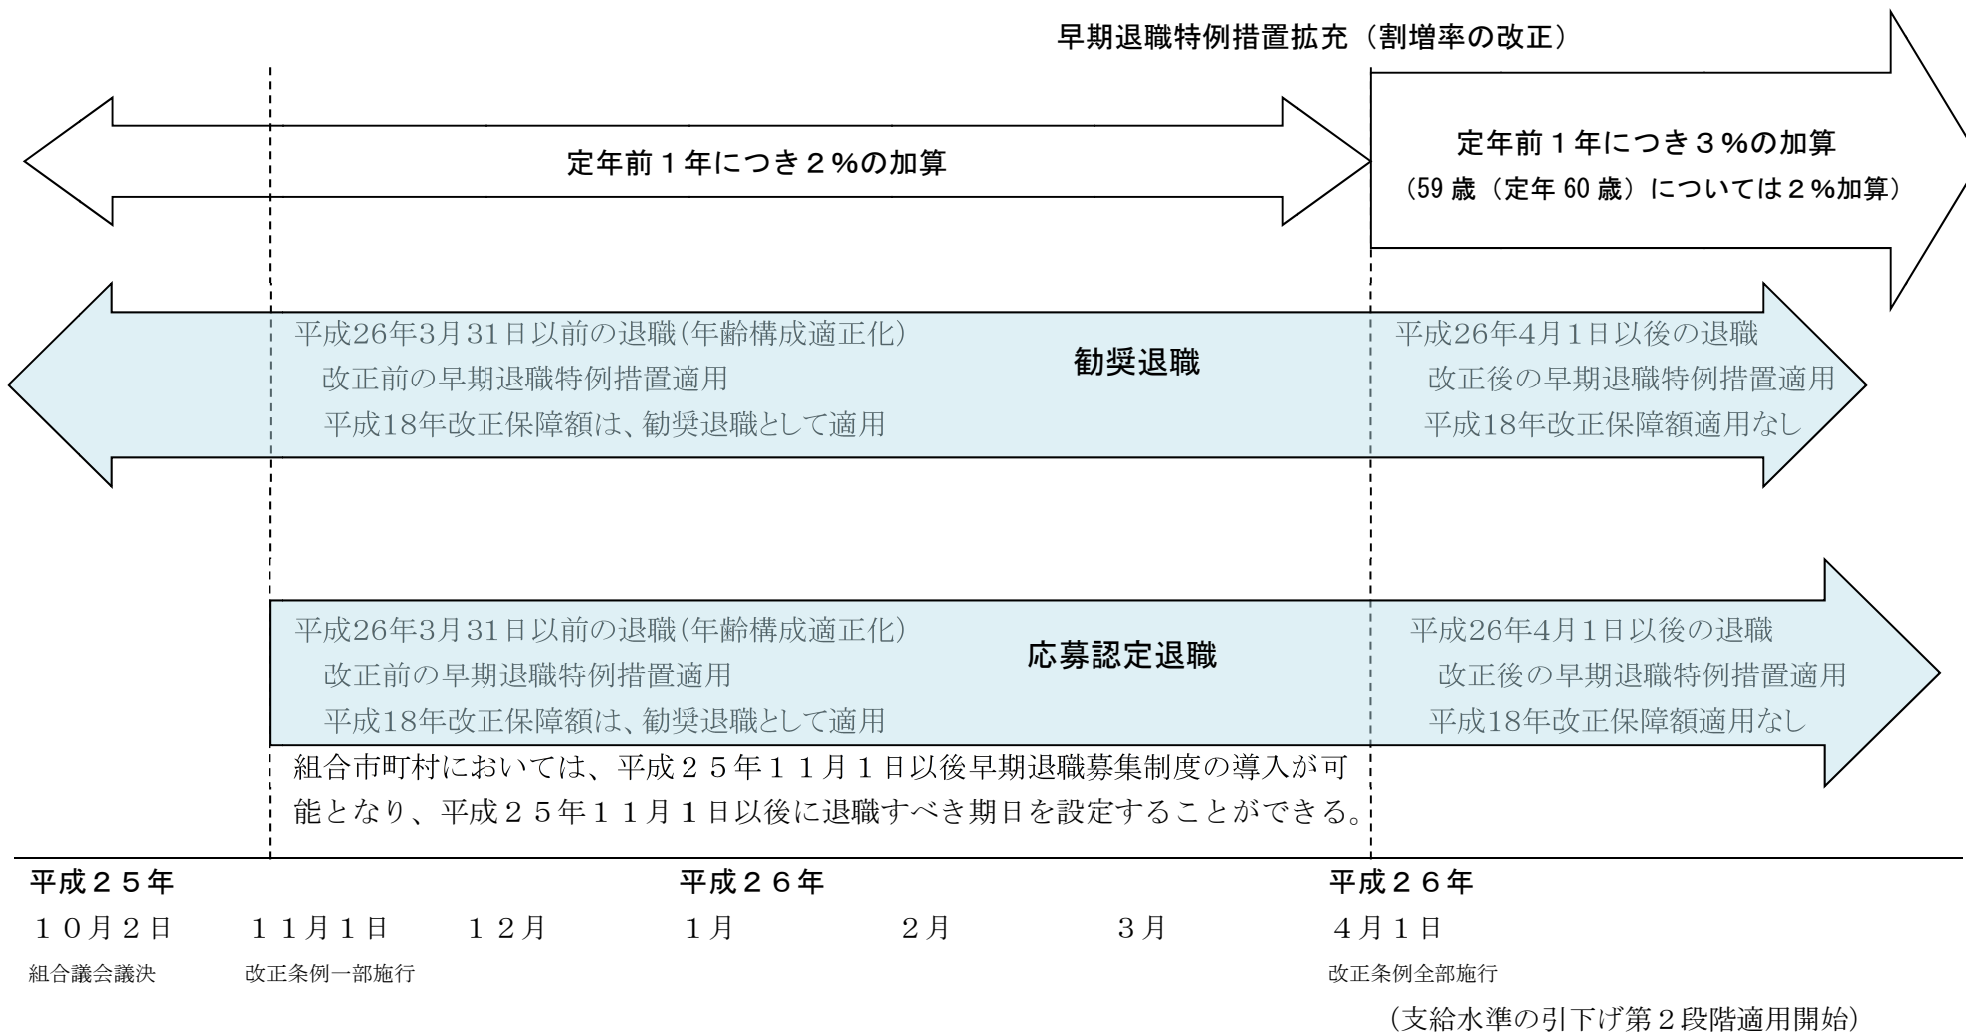 早期退職特例措置拡充（割増率の改正）
定年前１年につき２％の加算
定年前１年につき３％の加算
（59歳（定年60歳）については２％加算）
平成26年3月31日以前の退職(年齢構成適正化)
改正前の早期退職特例措置適用
平成18年改正保障額は、勧奨退職として適用
勧奨退職
平成26年4月1日以後の退職
改正後の早期退職特例措置適用
平成18年改正保障額適用なし
平成26年3月31日以前の退職(年齢構成適正化)
改正前の早期退職特例措置適用
平成18年改正保障額は、勧奨退職として適用
応募認定退職
平成26年4月1日以後の退職
改正後の早期退職特例措置適用
平成18年改正保障額適用なし
組合市町村においては、平成２５年１１月１日以後早期退職募集制度の導入が可
能となり、平成２５年１１月１日以後に退職すべき期日を設定することができる。
平成２５年 平成２６年 平成２６年
１０月２日 １１月１日 １２月 １月 ２月 ３月 ４月１日
組合議会議決 改正条例一部施行 改正条例全部施行
（支給水準の引下げ第２段階適用開始）